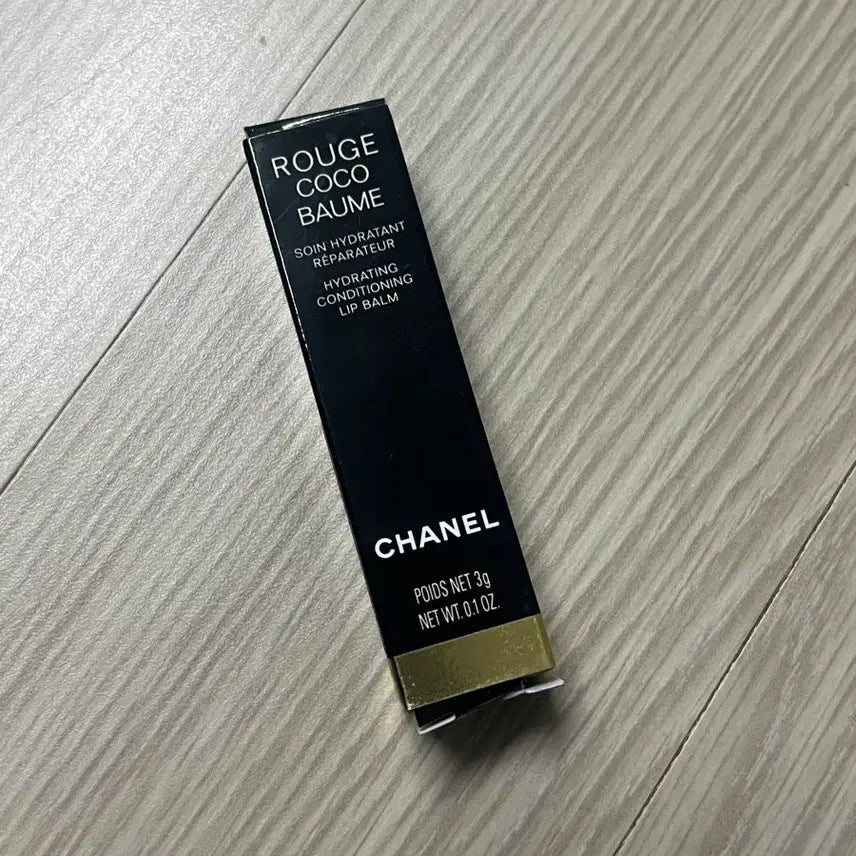 ROUGE
COCO
BAUME
SOIN HYDRATANT
RÉPARATEUR
HYDRATING
CONDITIONING
LIP BALM
CHANEL
POIDS NET 3g
NET WT. 0.1 OZ.